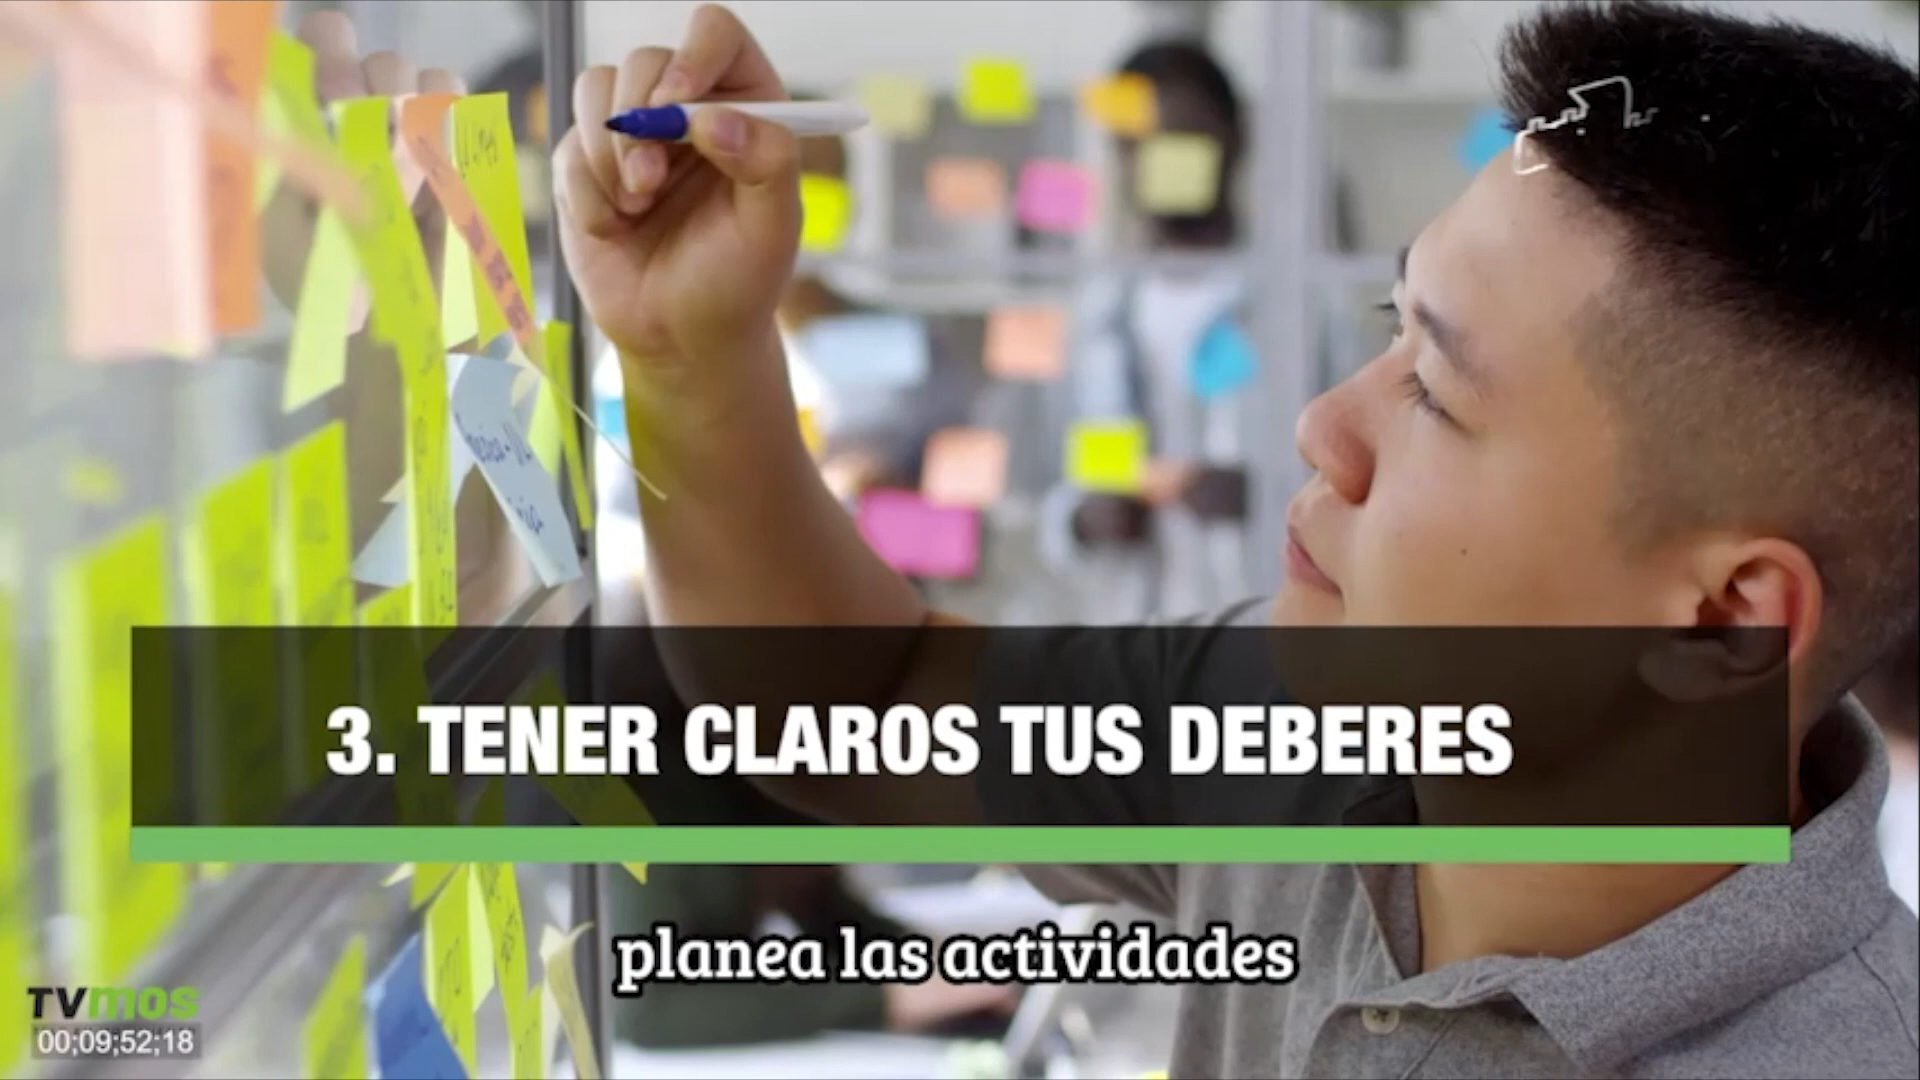 3. TENER CLAROS TUS DEBERES
planea las actividades
TVmos
00;09;52;18